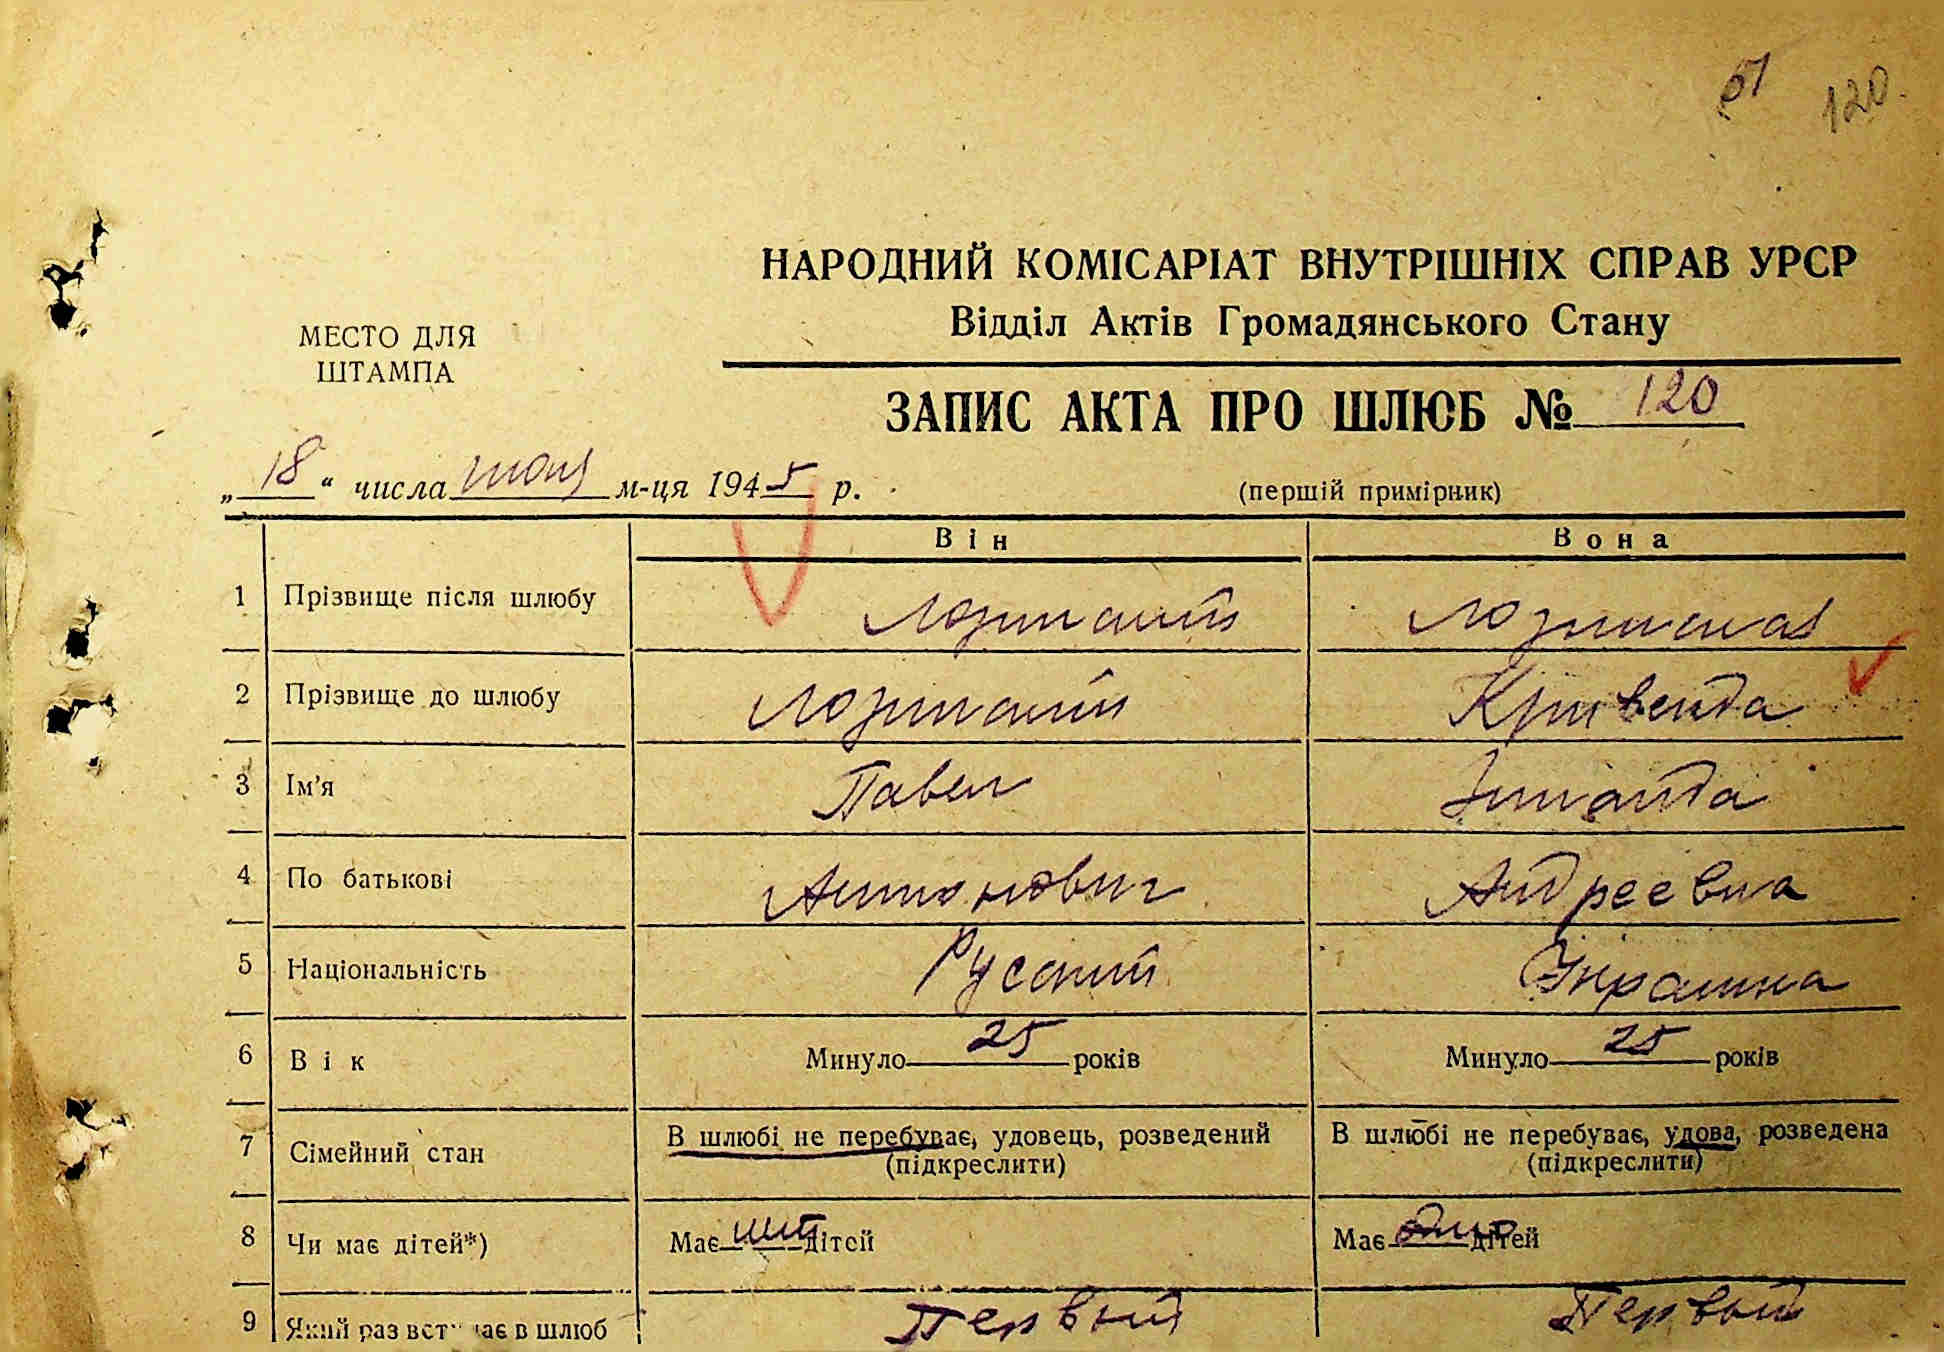 120
НАРОДНИЙ КОМІСАРІАТ ВНУТРІШНІХ СПРАВ УРСР
Відділ Актів Громадянського Стану
МЕСТО ДЛЯ
ШТАМПА
ЗАПИС АКТА ПРО ШЛЮБ № 120
„18“ числа м-ця 1945 р.
(першій примірник)
Він Вона
1 Прізвище після шлюбу
2 Прізвище до шлюбу
3 Ім'я Павел Зинаида
4 По батькові Антонович Андреевна
5 Національність Русский Украинка
6 Вік Минуло 25 років Минуло 25 років
7 Сімейний стан В шлюбі не перебуває, удовець, розведений В шлюбі не перебуває, удова, розведена
(підкреслити) (підкреслити)
8 Чи має дітей*) Має дітей Має дітей
9 Який раз вступає в шлюб Первый Первый